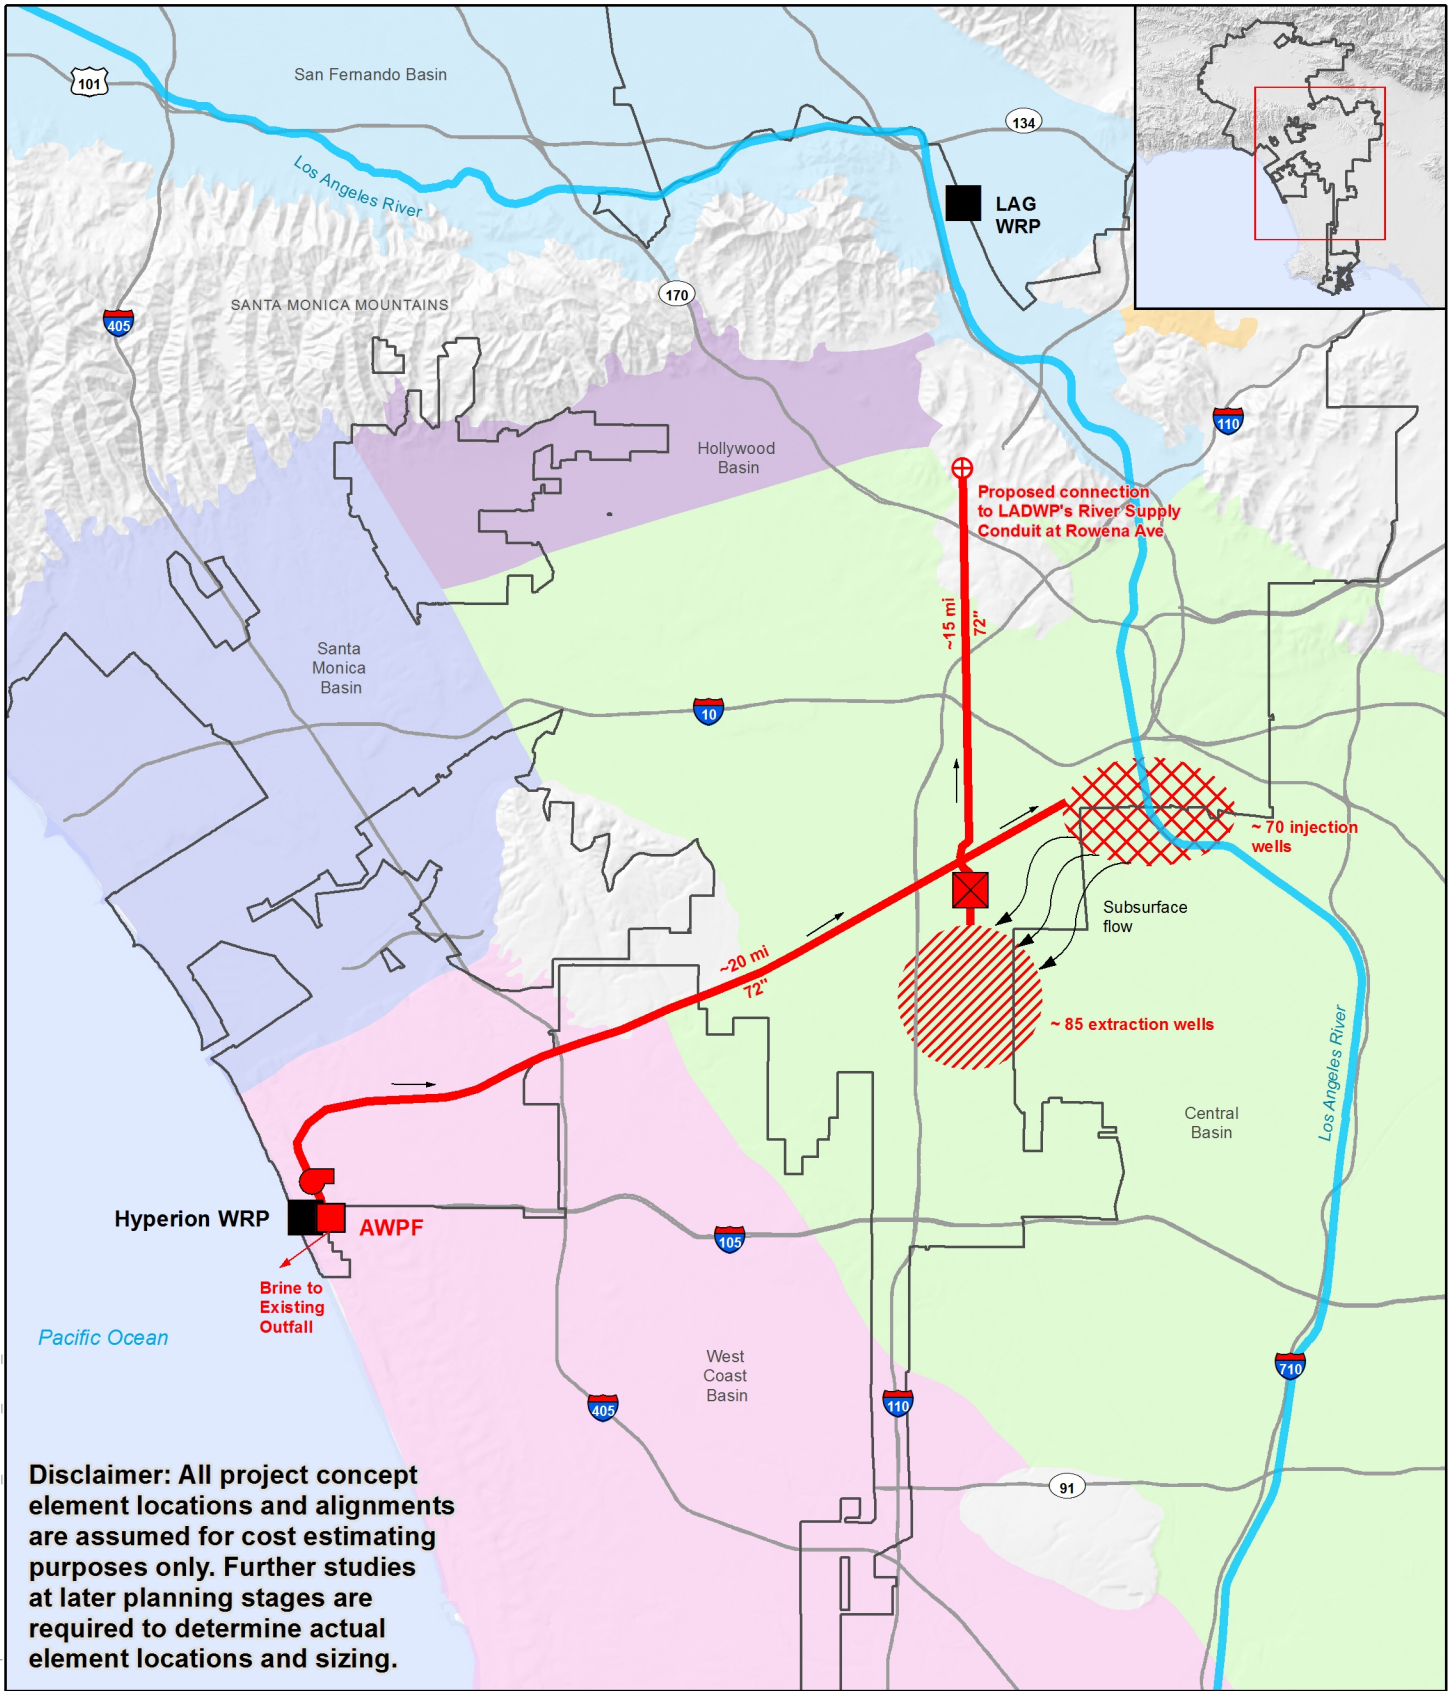 101
San Fernando Basin
134
Los Angeles River
LAG
WRP
170
SANTA MONICA MOUNTAINS
405
110
Hollywood
Basin
Proposed connection
to LADWP's River Supply
Conduit at Rowena Ave
~15 mi
72"
Santa
Monica
Basin
10
~ 70 injection
wells
Subsurface
flow
~20 mi
72"
~ 85 extraction wells
Los Angeles River
Central
Basin
Hyperion WRP
AWPF
105
Brine to
Existing
Outfall
Pacific Ocean
West
Coast
Basin
710
405
110
91
Disclaimer: All project concept
element locations and alignments
are assumed for cost estimating
purposes only. Further studies
at later planning stages are
required to determine actual
element locations and sizing.